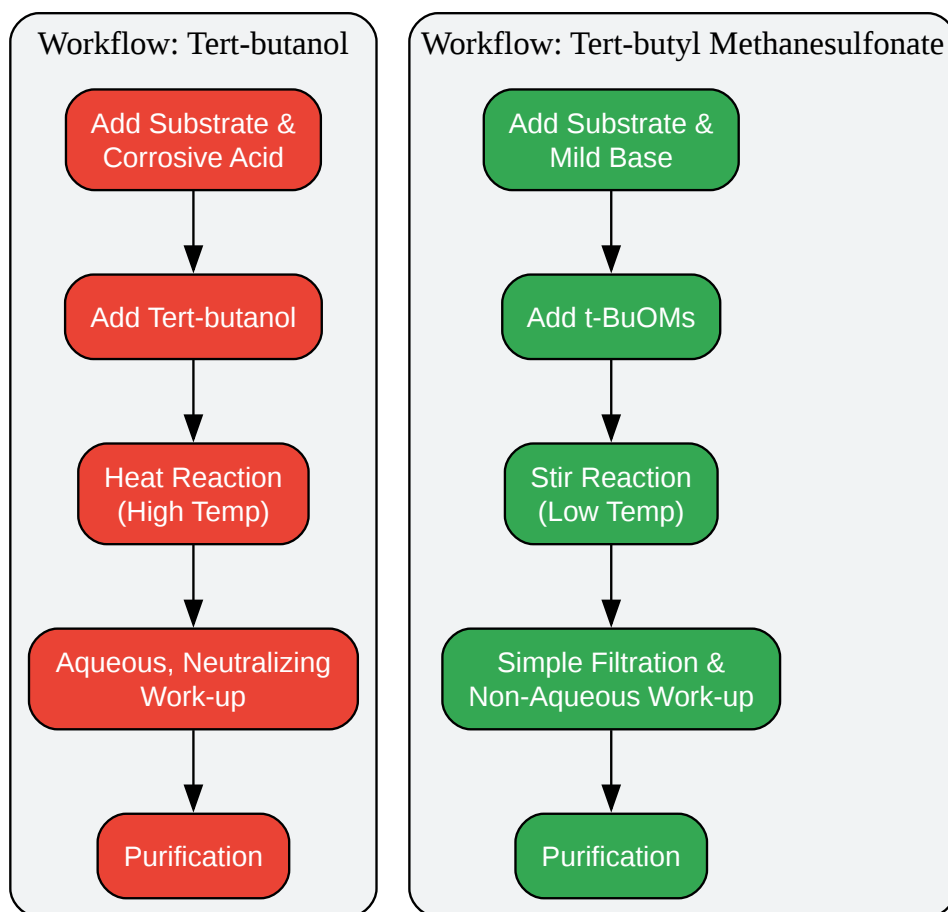 Workflow: Tert-butanol
Add Substrate &
Corrosive Acid
Add Tert-butanol
Heat Reaction
(High Temp)
Aqueous, Neutralizing
Work-up
Purification
Workflow: Tert-butyl Methanesulfonate
Add Substrate &
Mild Base
Add t-BuOMs
Stir Reaction
(Low Temp)
Simple Filtration &
Non-Aqueous Work-up
Purification